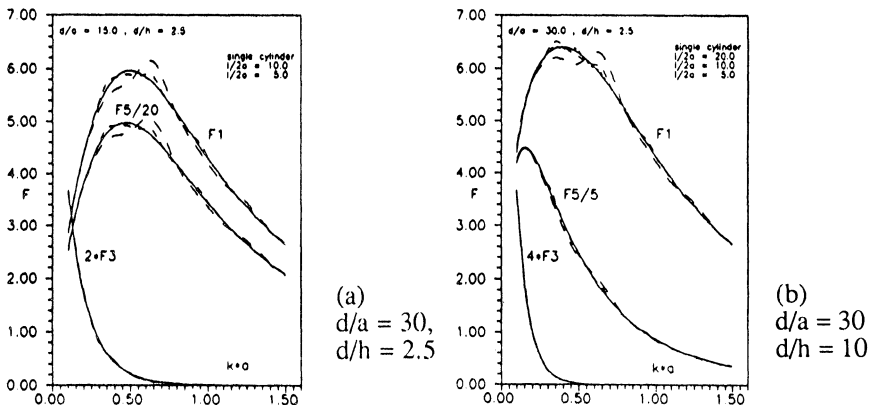 7.00
6.00
5.00
4.00
F
3.00
2.00
1.00
0.00
0.00
0.50
1.00
1.50
d/a = 15.0 , d/h = 2.5
single cylinder
l/2a = 10.0
l/2a = 5.0
F5/20
F1
2*F3
k*a
(a)
d/a = 30,
d/h = 2.5
7.00
6.00
5.00
4.00
F
3.00
2.00
1.00
0.00
0.00
0.50
1.00
1.50
d/a = 30.0 , d/h = 2.5
single cylinder
l/2a = 20.0
l/2a = 10.0
l/2a = 5.0
F1
F5/5
4*F3
k*a
(b)
d/a = 30
d/h = 10